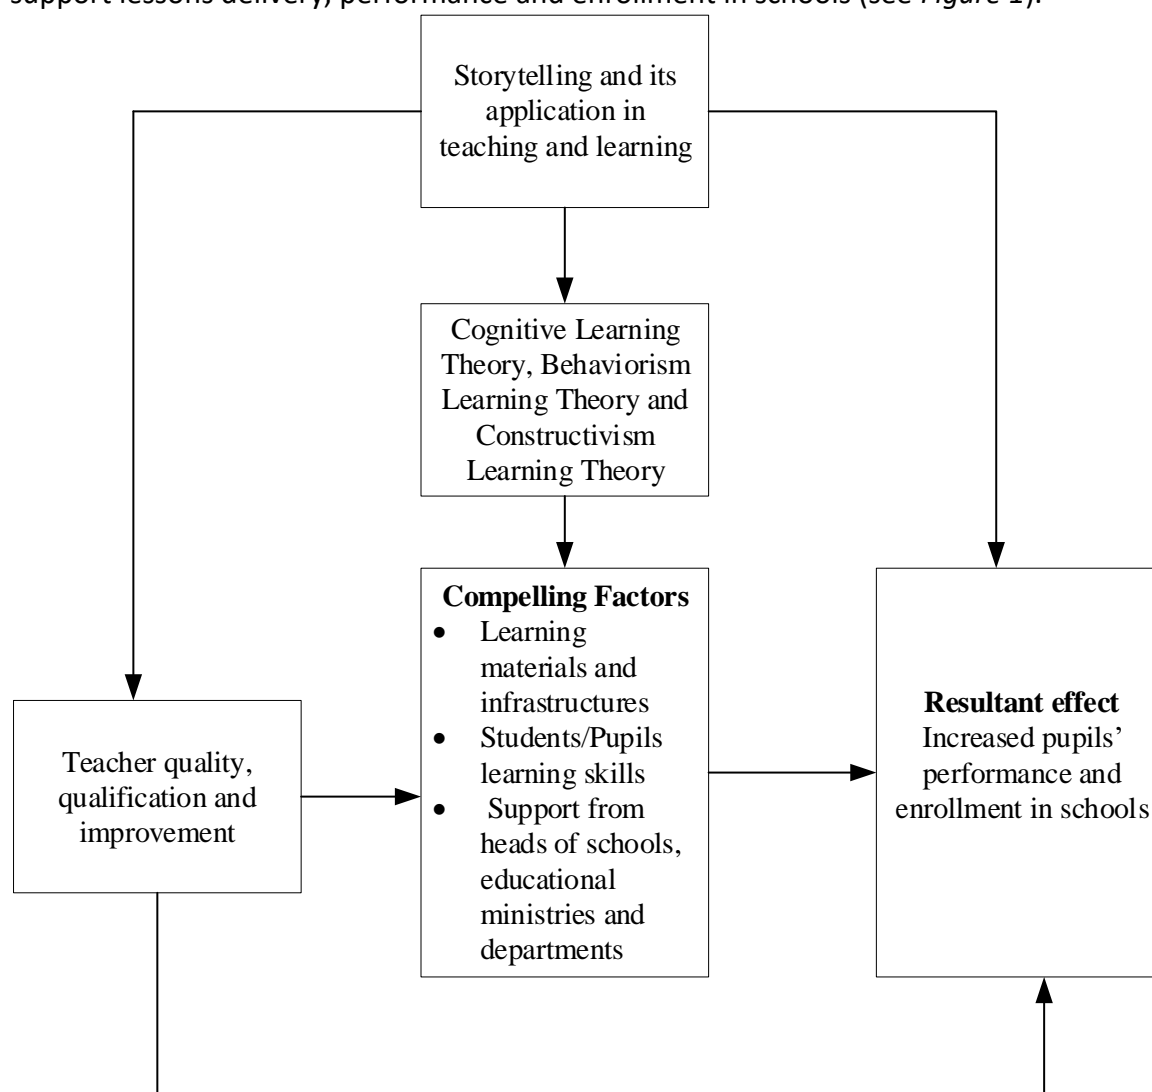 support lessons delivery, performance and enrollment in schools (see Figure 1).
Storytelling and its
application in
teaching and learning
Cognitive Learning
Theory, Behaviorism
Learning Theory and
Constructivism
Learning Theory
Teacher quality,
qualification and
improvement
Compelling Factors
• Learning
materials and
infrastructures
• Students/Pupils
learning skills
• Support from
heads of schools,
educational
ministries and
departments
Resultant effect
Increased pupils’
performance and
enrollment in schools